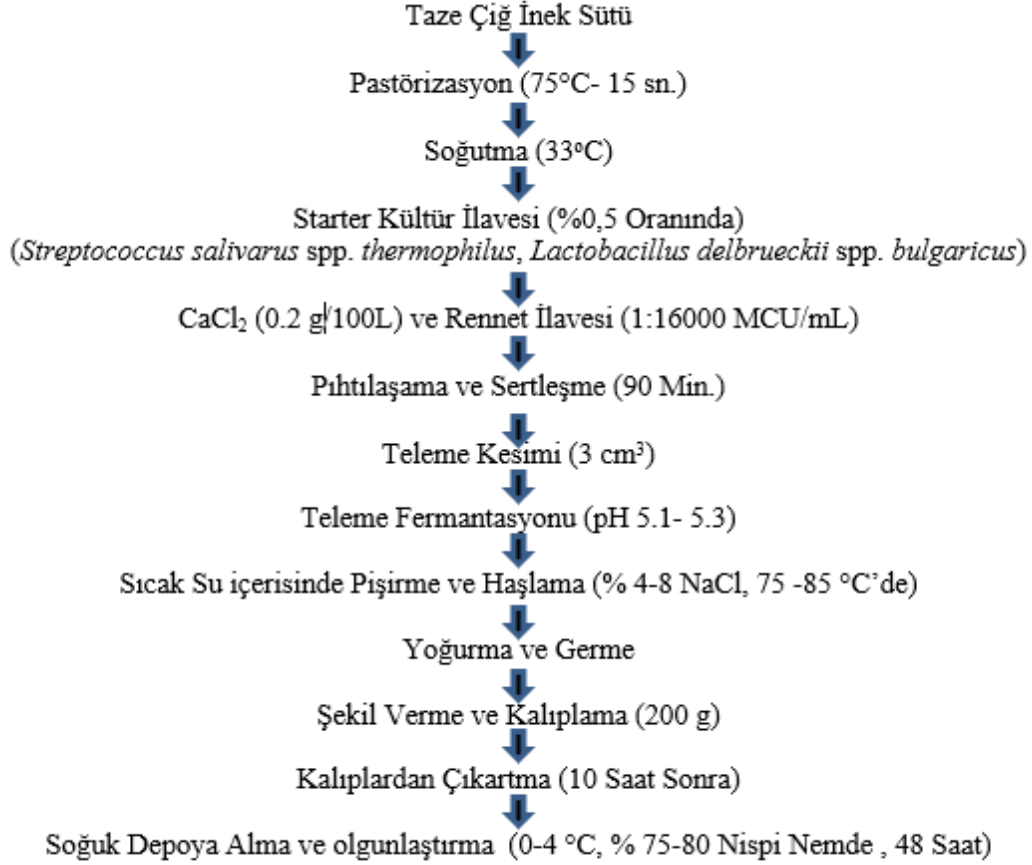 Taze Çiğ İnek Sütü
Pastörizasyon (75°C- 15 sn.)
Soğutma (33⁰C)
Starter Kültür İlavesi (%0,5 Oranında)
(Streptococcus salivarus spp. thermophilus, Lactobacillus delbrueckii spp. bulgaricus)
CaCl₂ (0.2 g/100L) ve Rennet İlavesi (1:16000 MCU/mL)
Pıhtılaşama ve Sertleşme (90 Min.)
Teleme Kesimi (3 cm³)
Teleme Fermantasyonu (pH 5.1- 5.3)
Sıcak Su içerisinde Pişirme ve Haşlama (% 4-8 NaCl, 75 -85 °C’de)
Yoğurma ve Germe
Şekil Verme ve Kalıplama (200 g)
Kalıplardan Çıkartma (10 Saat Sonra)
Soğuk Depoya Alma ve olgunlaştırma (0-4 °C, % 75-80 Nispi Nemde , 48 Saat)